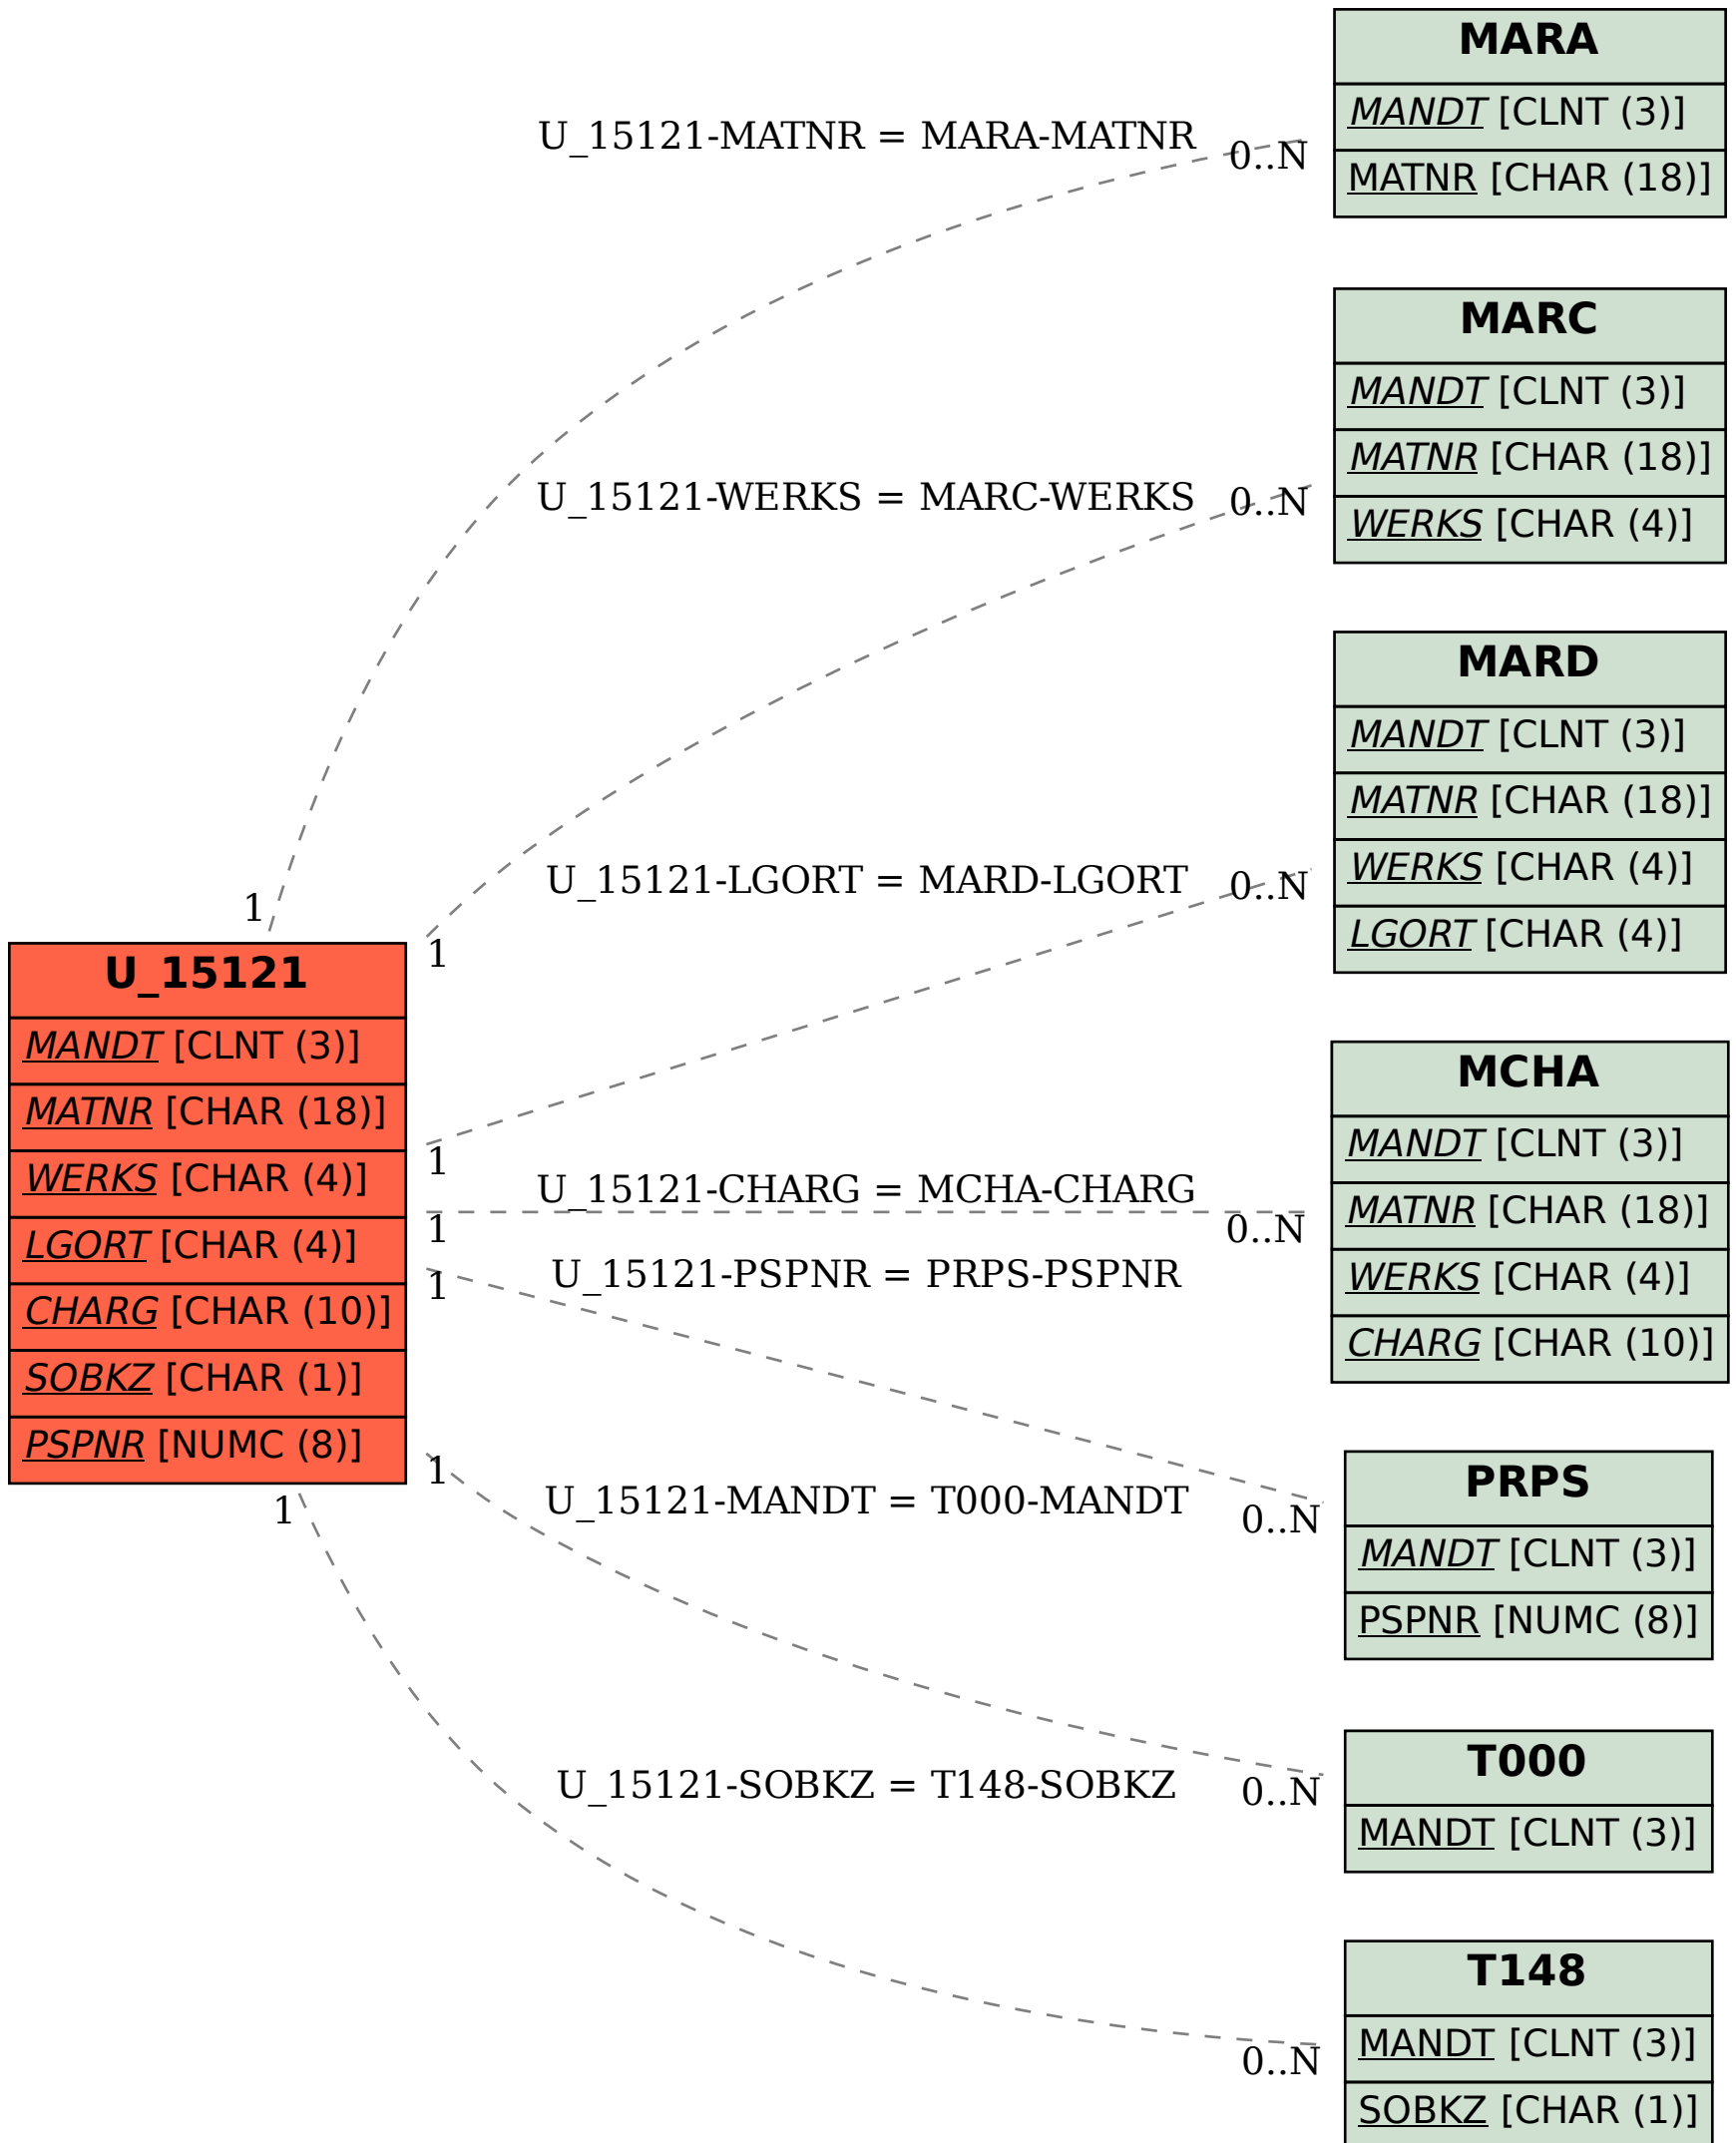 MARA
MANDT [CLNT (3)]
MATNR [CHAR (18)]
U_15121-MATNR = MARA-MATNR
0..N
MARC
MANDT [CLNT (3)]
MATNR [CHAR (18)]
WERKS [CHAR (4)]
U_15121-WERKS = MARC-WERKS
0..N
MARD
MANDT [CLNT (3)]
MATNR [CHAR (18)]
WERKS [CHAR (4)]
LGORT [CHAR (4)]
U_15121-LGORT = MARD-LGORT
0..N
1
1
U_15121
MANDT [CLNT (3)]
MATNR [CHAR (18)]
WERKS [CHAR (4)]
LGORT [CHAR (4)]
CHARG [CHAR (10)]
SOBKZ [CHAR (1)]
PSPNR [NUMC (8)]
1
1
1
1
1
U_15121-CHARG = MCHA-CHARG
0..N
MCHA
MANDT [CLNT (3)]
MATNR [CHAR (18)]
WERKS [CHAR (4)]
CHARG [CHAR (10)]
U_15121-PSPNR = PRPS-PSPNR
0..N
PRPS
MANDT [CLNT (3)]
PSPNR [NUMC (8)]
U_15121-MANDT = T000-MANDT
0..N
T000
MANDT [CLNT (3)]
U_15121-SOBKZ = T148-SOBKZ
0..N
T148
MANDT [CLNT (3)]
SOBKZ [CHAR (1)]